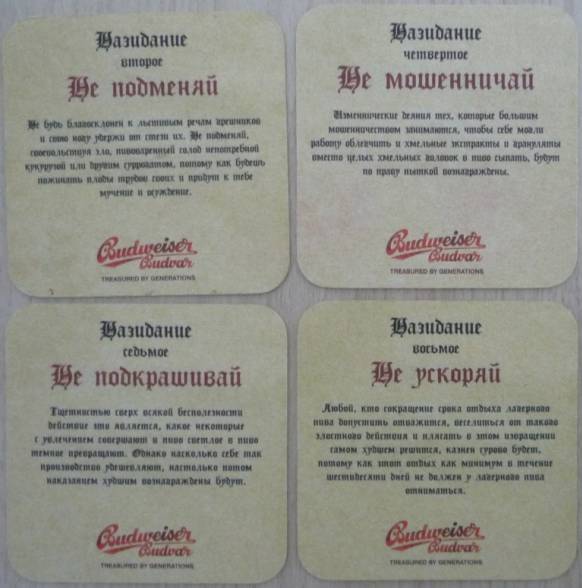 Назидание
второе
Не подменяй
Не будь благосклонен к льстивым речам грешников
и свою ногу удержи от стези их. Не подменяй,
своевольствуя зло, пивоваренный солод непотребной
кукурузой или другим суррогатом, потому как будешь
пожинать плоды трудов своих и придут к тебе
мучение и осуждение.
Budweiser
Budvar
TREASURED BY GENERATIONS
Назидание
четвертое
Не мошенничай
Изменнические деяния тех, которые большим
мошенничеством занимаются, чтобы себе могли
работу облегчить и хмельные экстракты и грануляты
вместо целых хмельных головок в пиво сыпать, будут
по праву пыткой вознаграждены.
Budweiser
Budvar
TREASURED BY GENERATIONS
Назидание
седьмое
Не подкрашивай
Тщетностью сверх всякой бесполезности
действие это является, какое некоторые
с увлечением совершают и пиво светлое в пиво
темное превращают. Однако насколько себе так
производство удешевляют, настолько потом
наказанием худшим вознаграждены будут.
Budweiser
Budvar
TREASURED BY GENERATIONS
Назидание
восьмое
Не ускоряй
Любой, кто сокращение срока отдыха лагерного
пива допустить отважится, веселиться от такого
злостного действия и плясать в этом извращении
самом худшем решится, казнен сурово будет,
потому как этот отдых как минимум в течение
шестидесяти дней не должен у лагерного пива
отниматься.
Budweiser
Budvar
TREASURED BY GENERATIONS